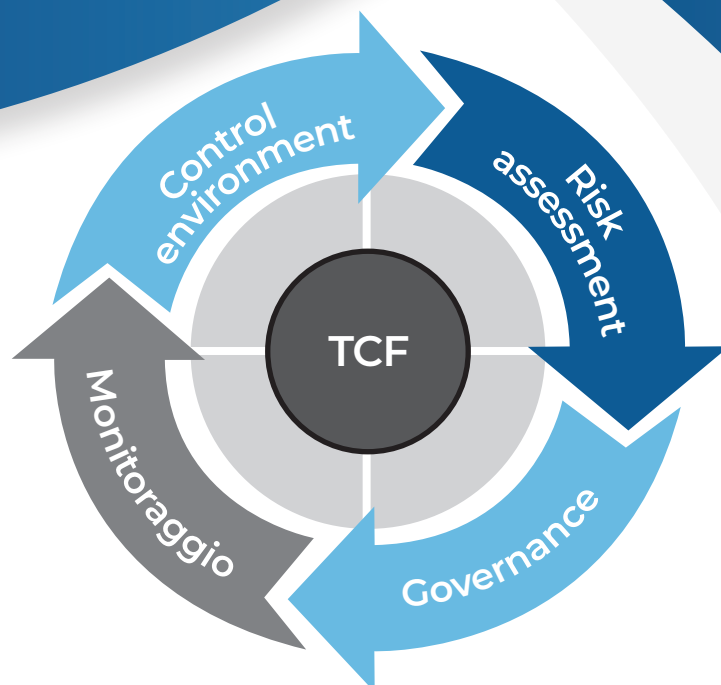 Control
environment
Risk
assessment
TCF
Monitoraggio
Governance